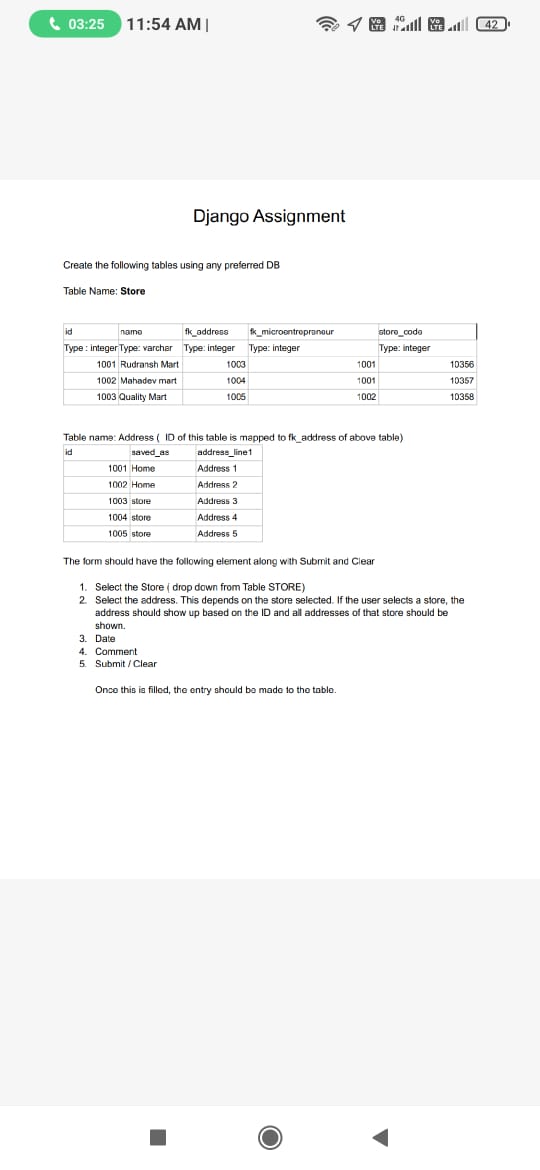 03:25 11:54 AM |
Vo LTE 4G Vo LTE 42
Django Assignment
Create the following tables using any preferred DB
Table Name: Store
id name fk_address fk_microentrepreneur store_code
Type : integer Type: varchar Type: integer Type: integer Type: integer
1001 Rudransh Mart 1003 1001 10356
1002 Mahadev mart 1004 1001 10357
1003 Quality Mart 1005 1002 10358
Table name: Address ( ID of this table is mapped to fk_address of above table)
id saved_as address_line1
1001 Home Address 1
1002 Home Address 2
1003 store Address 3
1004 store Address 4
1005 store Address 5
The form should have the following element along with Submit and Clear
1. Select the Store ( drop down from Table STORE)
2. Select the address. This depends on the store selected. If the user selects a store, the
address should show up based on the ID and all addresses of that store should be
shown.
3. Date
4. Comment
5. Submit / Clear
Once this is filled, the entry should be made to the table.